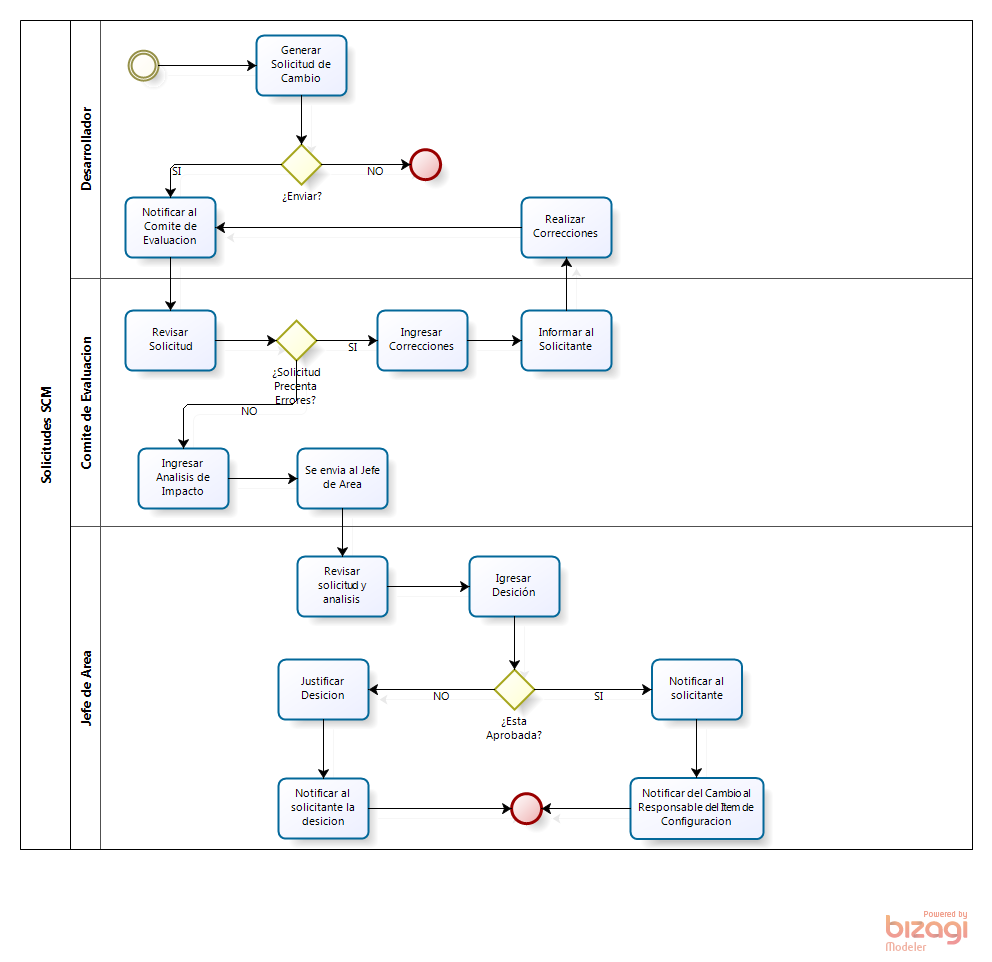 Solicitudes SCM
Desarrollador
Generar
Solicitud de
Cambio
¿Enviar?
SI
NO
Notificar al
Comite de
Evaluacion
Realizar
Correcciones
Comite de Evaluacion
Revisar
Solicitud
¿Solicitud
Precenta
Errores?
SI
NO
Ingresar
Correcciones
Informar al
Solicitante
Ingresar
Analisis de
Impacto
Se envia al Jefe
de Area
Jefe de Area
Revisar
solicitud y
analisis
Igresar
Desición
¿Esta
Aprobada?
NO
SI
Justificar
Desicion
Notificar al
solicitante
Notificar al
solicitante la
desicion
Notificar del Cambio al
Responsable del Item de
Configuracion
Powered by
bizagi
Modeler